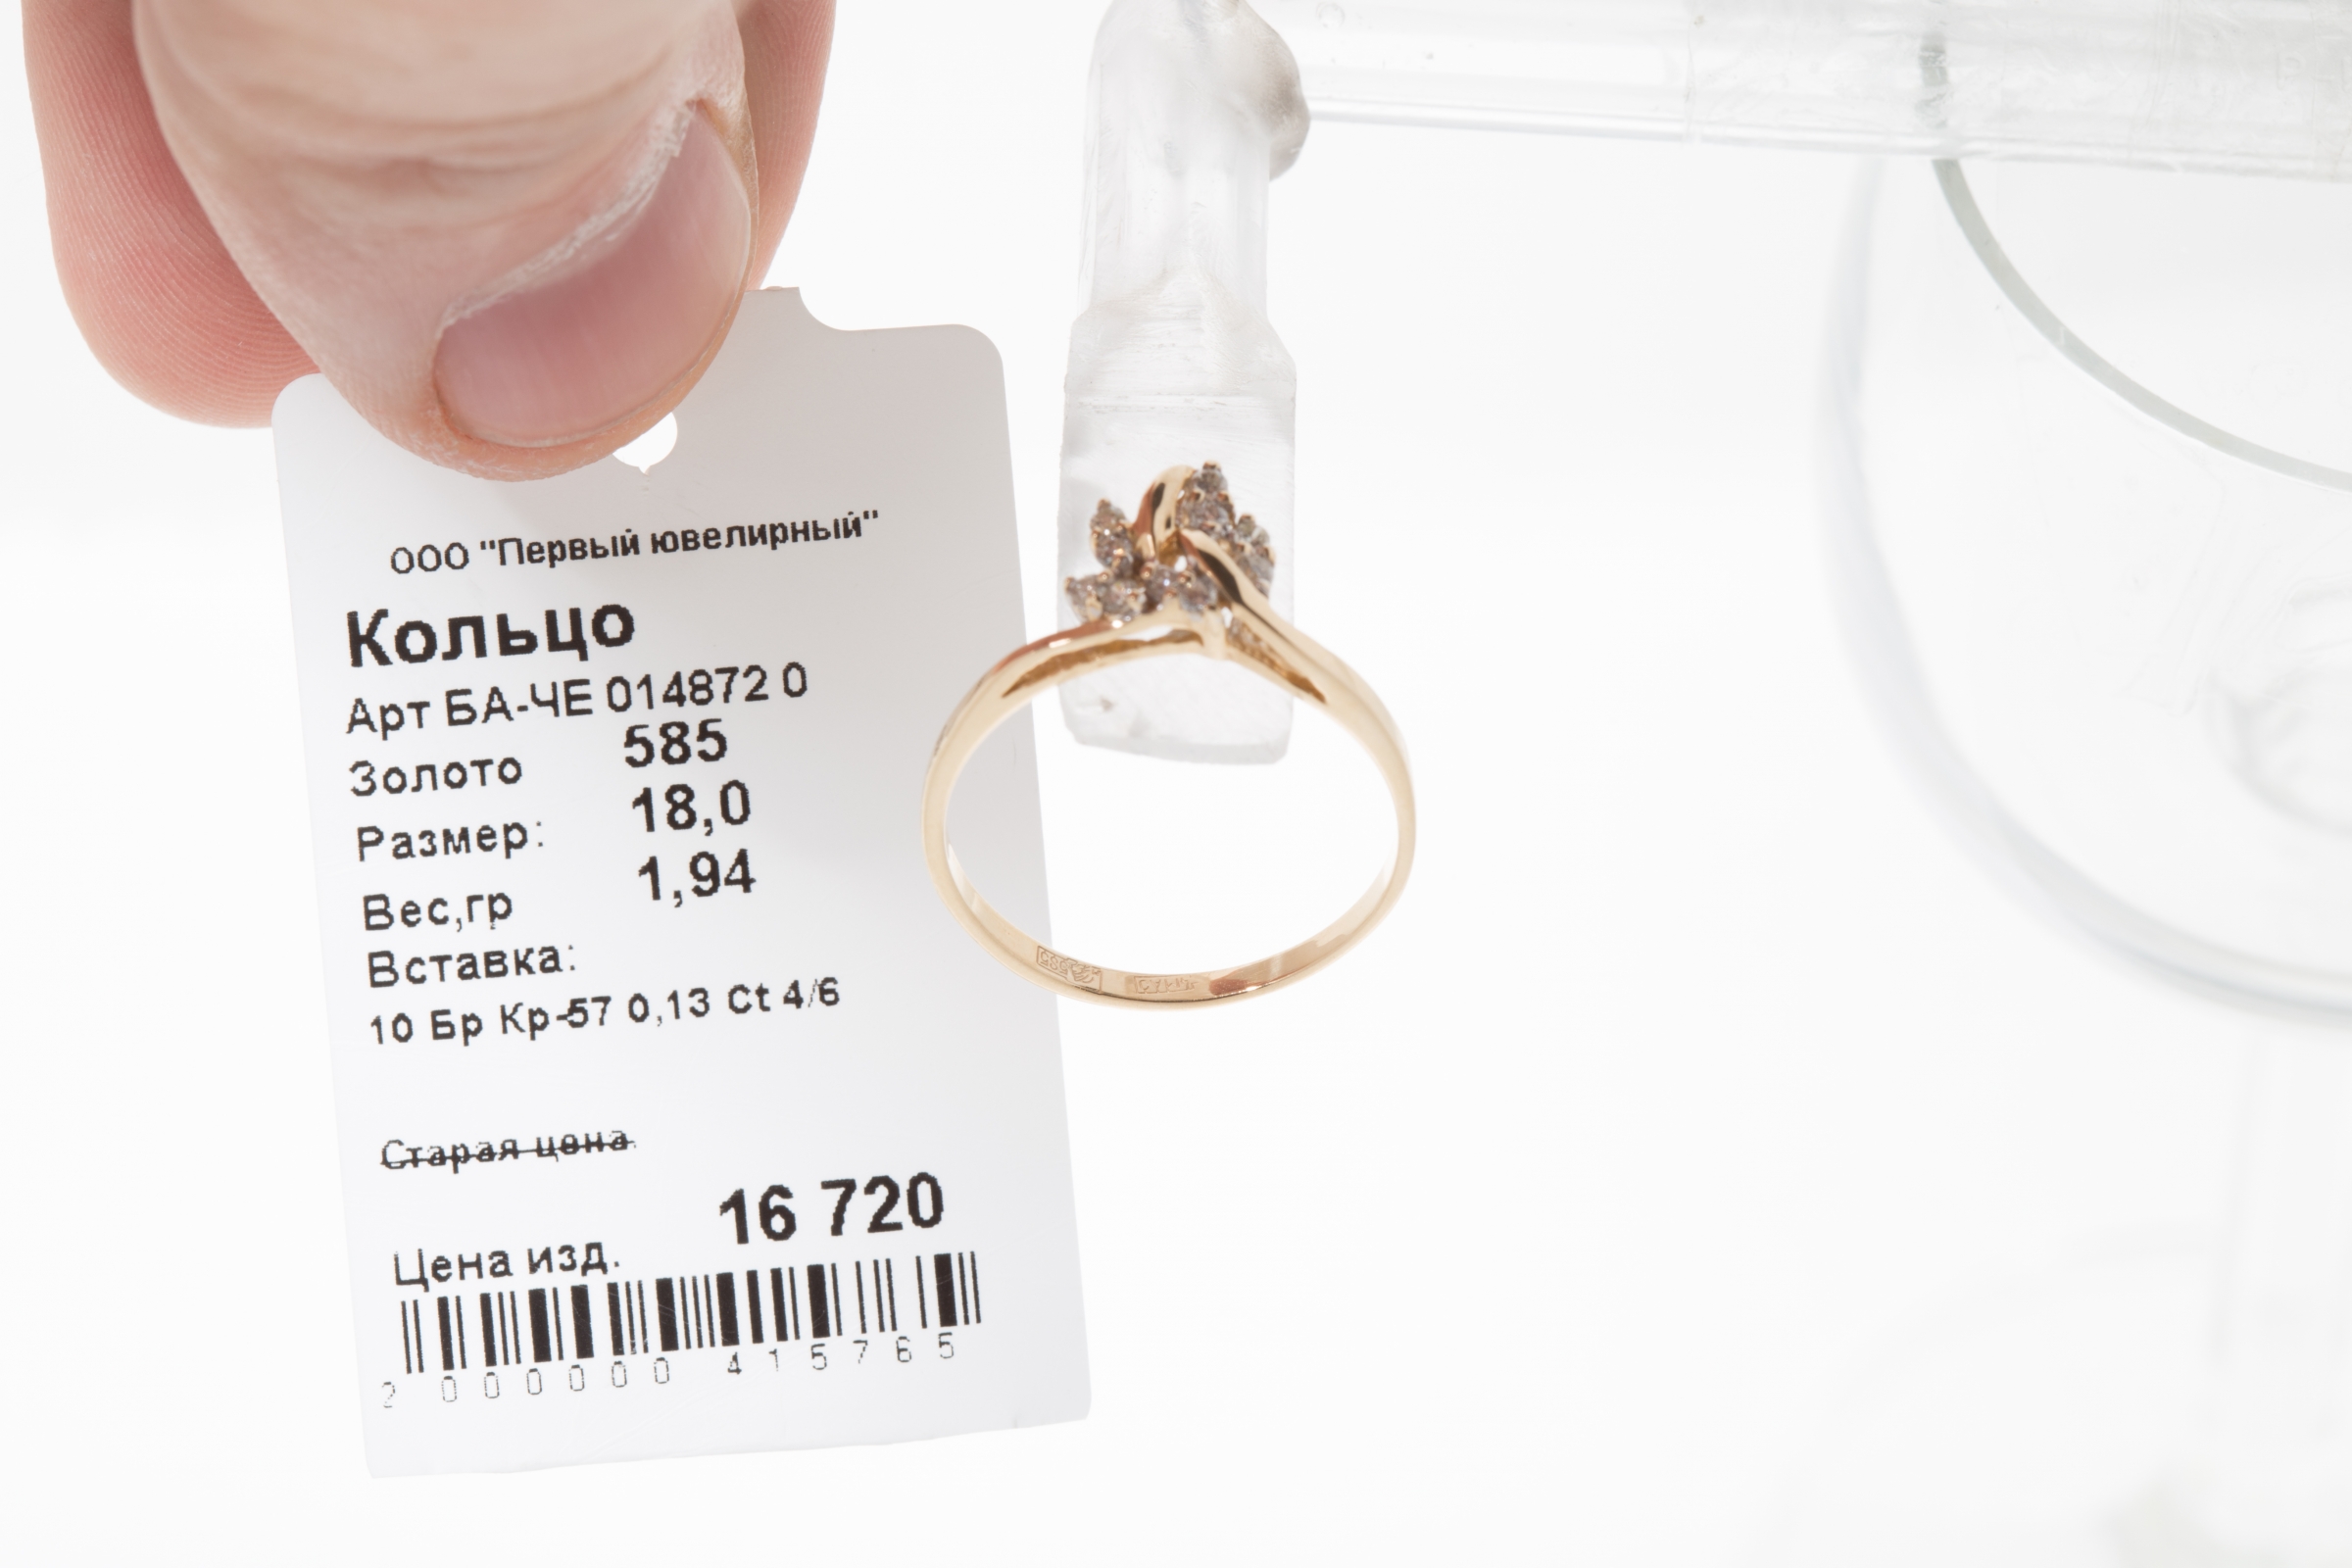 ООО "Первый ювелирный"
Кольцо
Арт БА-ЧЕ 014872 0
Золото 585
Размер: 18,0
Вес,гр 1,94
Вставка:
10 Бр Кр-57 0,13 Ct 4/6
Старая цена
Цена изд. 16 720
2 000000 415765
585